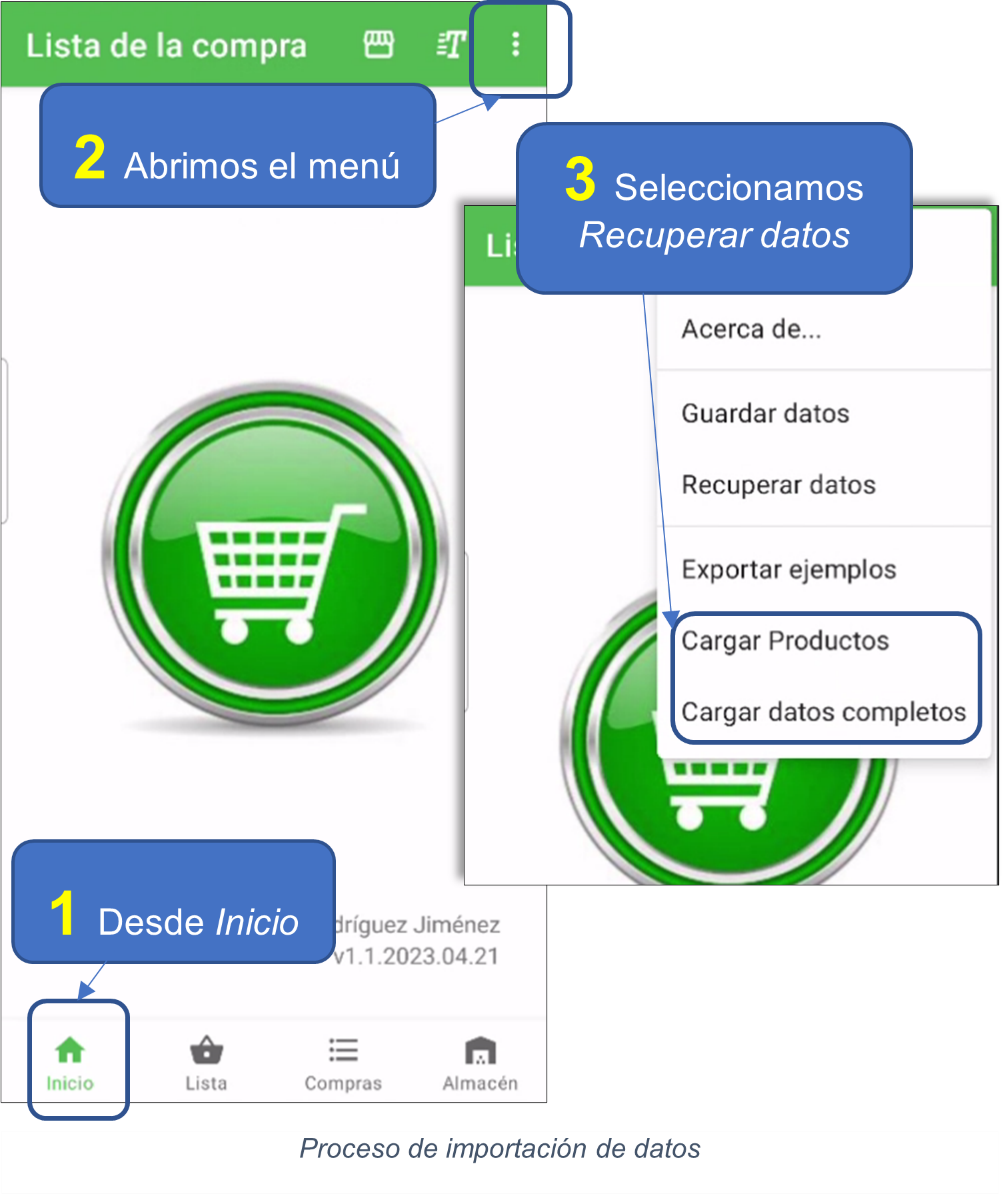 Lista de la compra
2 Abrimos el menú
3 Seleccionamos
Recuperar datos
Acerca de...
Guardar datos
Recuperar datos
Exportar ejemplos
Cargar Productos
Cargar datos completos
1 Desde Inicio
Jiménez
v1.1.2023.04.21
Inicio
Lista
Compras
Almacén
Proceso de importación de datos